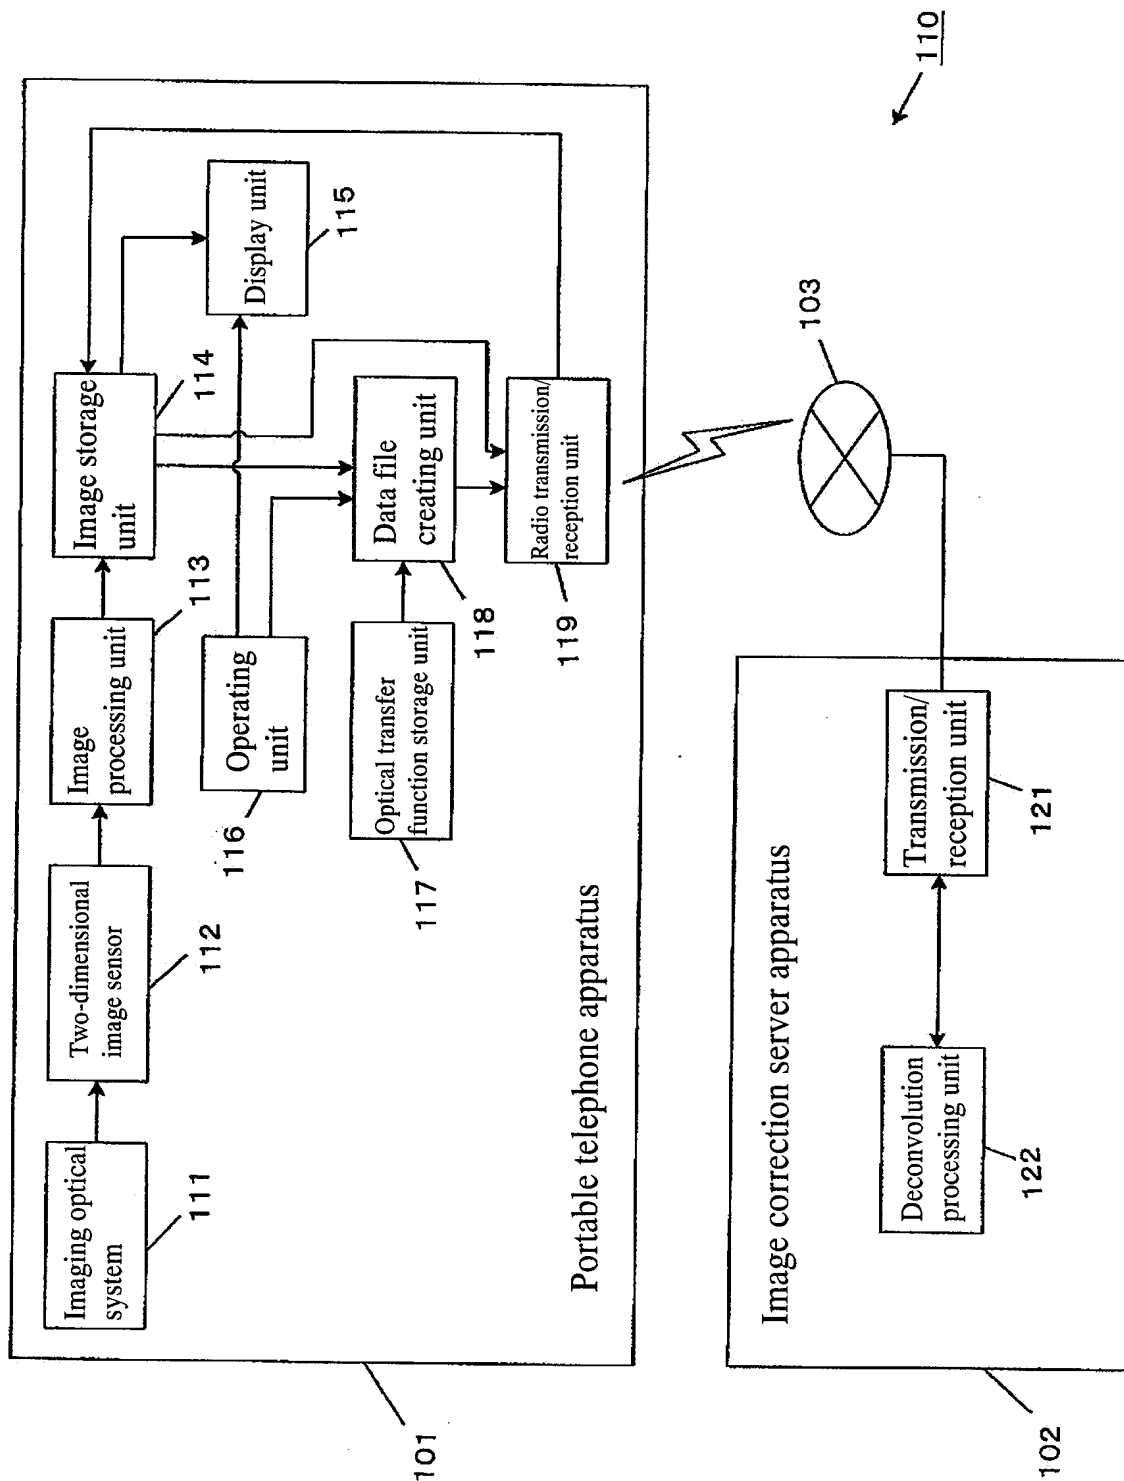 110
Imaging optical
system
111
Two-dimensional
image sensor
112
Image
processing unit
113
Image storage
unit
114
Display unit
115
Operating
unit
116
Optical transfer
function storage unit
117
Data file
creating unit
118
Radio transmission/
reception unit
119
Portable telephone apparatus
101
103
Image correction server apparatus
102
Transmission/
reception unit
121
Deconvolution
processing unit
122